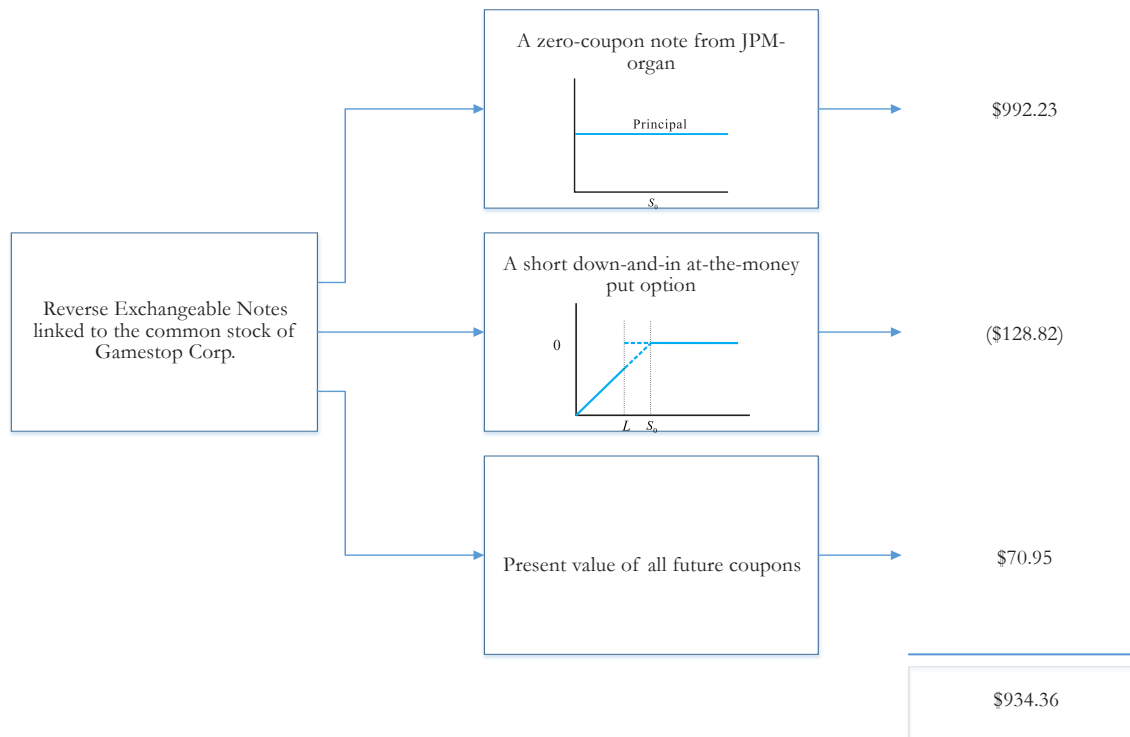 A zero-coupon note from JPM-
organ
Principal
S₀
$992.23
Reverse Exchangeable Notes
linked to the common stock of
Gamestop Corp.
A short down-and-in at-the-money
put option
0
L S₀
($128.82)
Present value of all future coupons
$70.95
$934.36